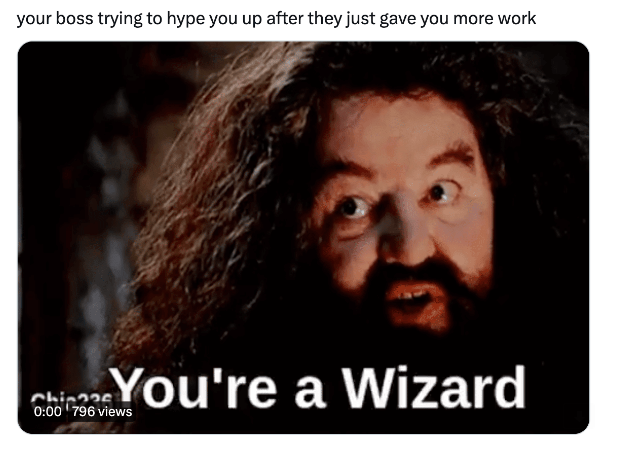 your boss trying to hype you up after they just gave you more work
You're a Wizard
0:00
796 views